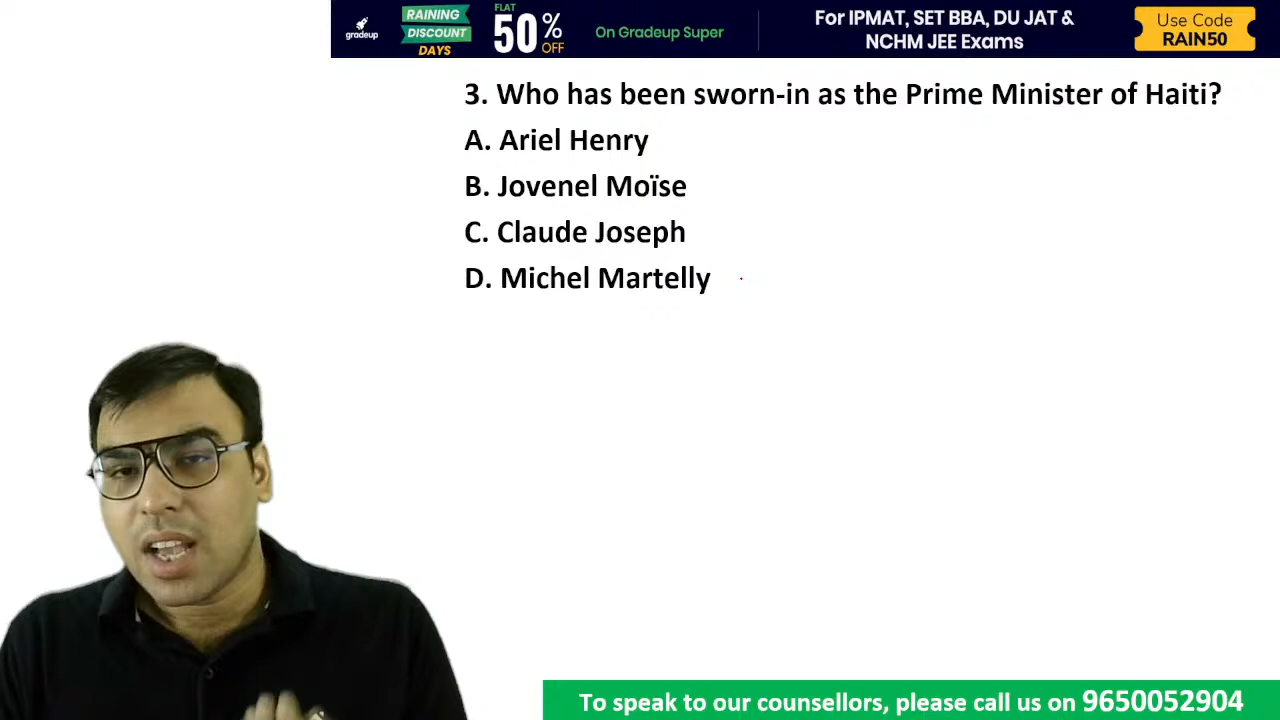 gradeup
RAINING
DISCOUNT
DAYS
FLAT
50% OFF
On Gradeup Super
For IPMAT, SET BBA, DU JAT &
NCHM JEE Exams
Use Code
RAIN50
3. Who has been sworn-in as the Prime Minister of Haiti?
A. Ariel Henry
B. Jovenel Moïse
C. Claude Joseph
D. Michel Martelly
To speak to our counsellors, please call us on 9650052904